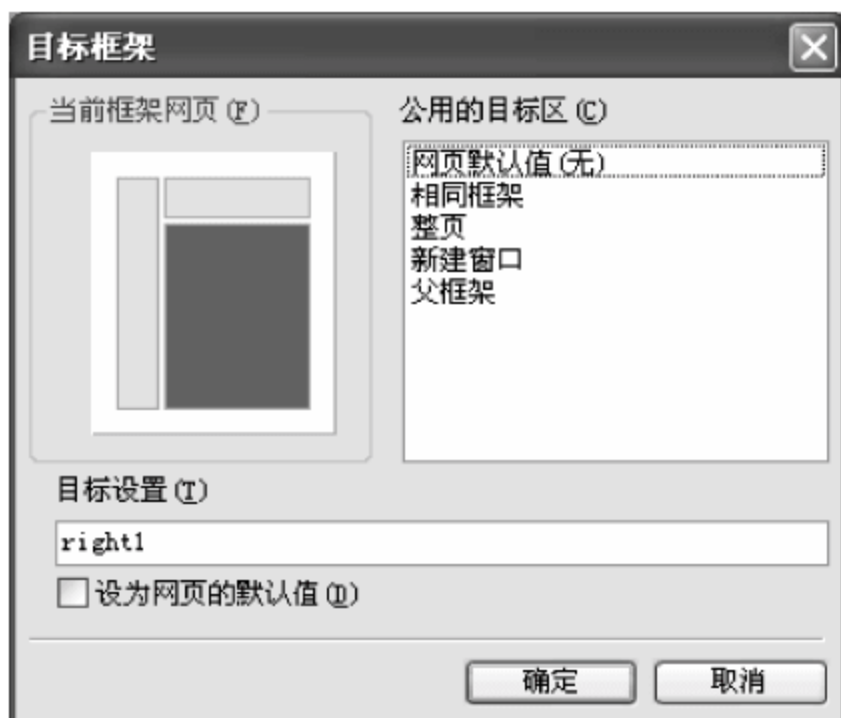 目标框架
当前框架网页(F)
公用的目标区(C)
网页默认值(无)
相同框架
整页
新建窗口
父框架
目标设置(T)
right1
设为网页的默认值(D)
确定
取消